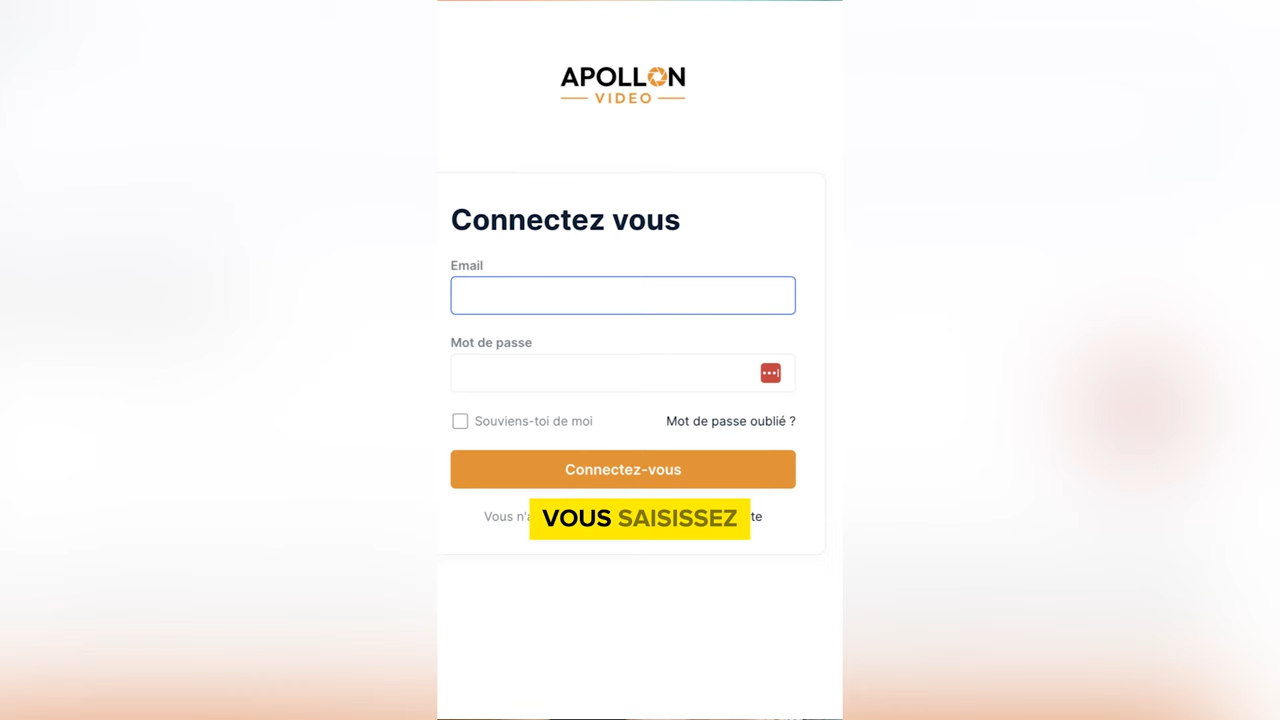 APOLLON
VIDEO
Connectez vous
Email
Mot de passe
Souviens-toi de moi
Mot de passe oublié ?
Connectez-vous
Vous
VOUS SAISISSEZ